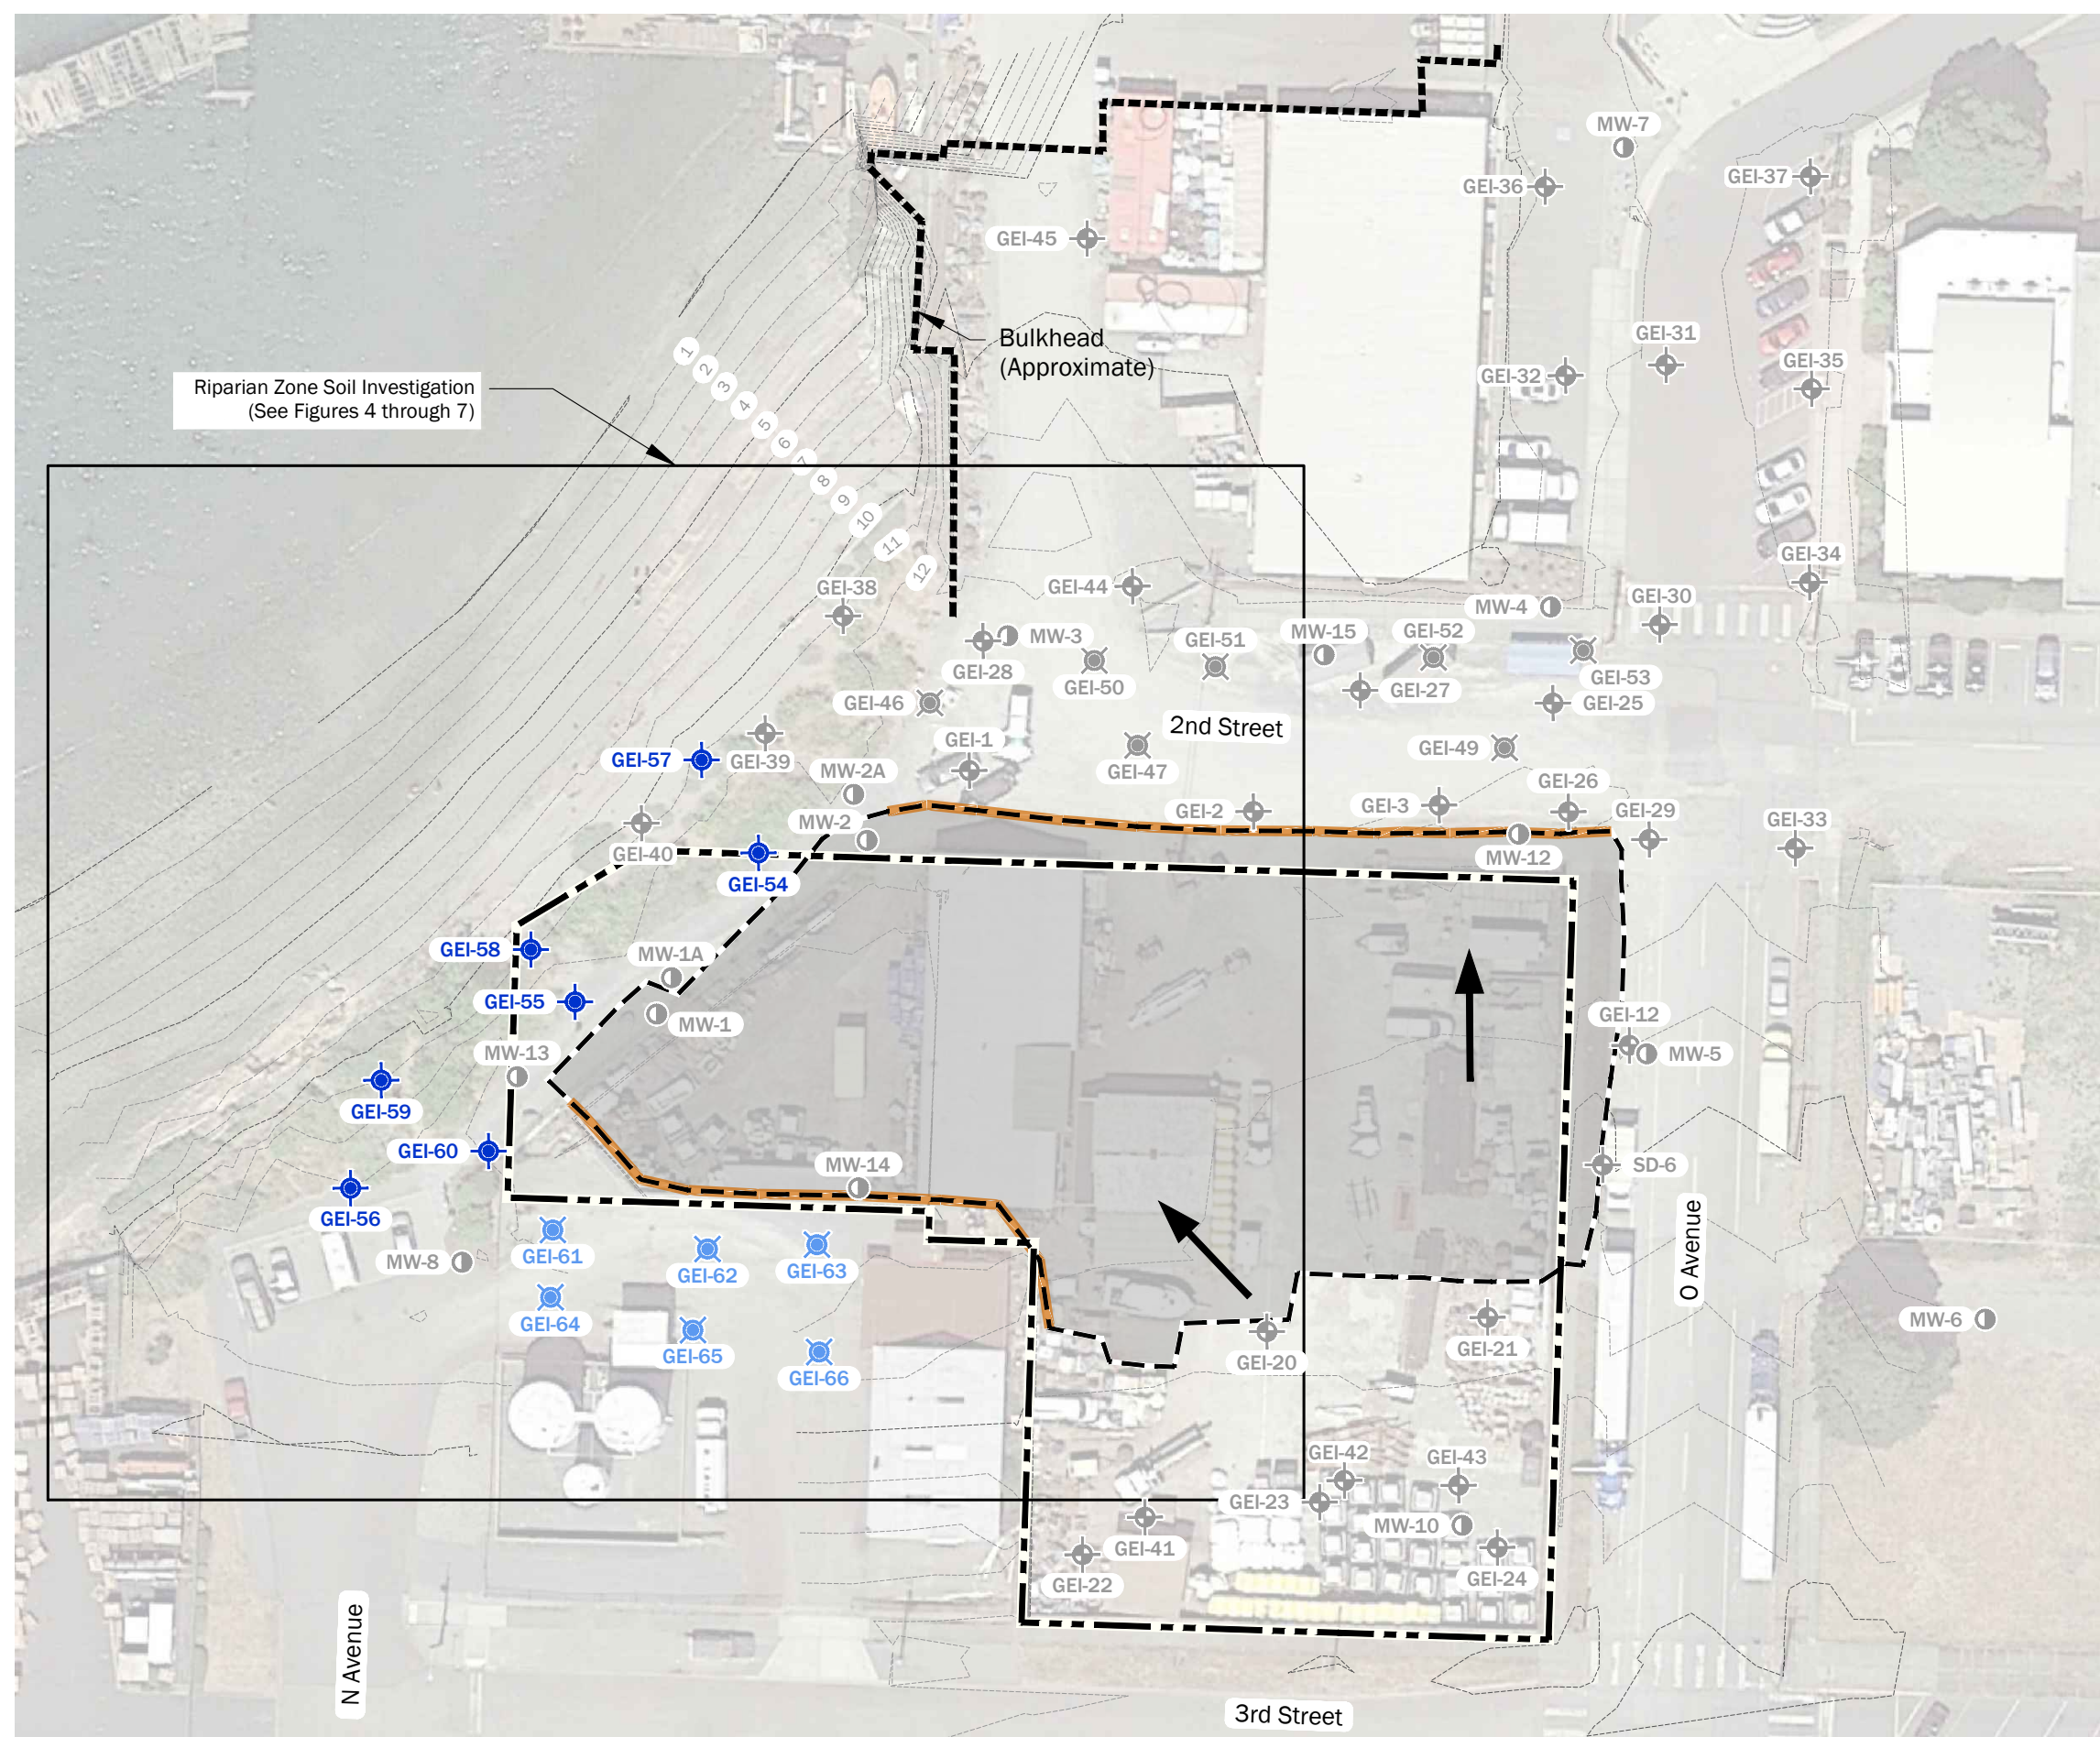 MW-7
GEI-36
GEI-37
GEI-45
Bulkhead
(Approximate)
GEI-31
GEI-32
GEI-35
Riparian Zone Soil Investigation
(See Figures 4 through 7)
1
2
3
4
5
6
7
8
9
10
11
12
GEI-34
GEI-38
GEI-44
MW-4
GEI-30
MW-3
GEI-28
GEI-50
GEI-51
MW-15
GEI-52
GEI-53
GEI-27
GEI-25
GEI-46
2nd Street
GEI-1
GEI-47
GEI-49
GEI-57
GEI-39
MW-2A
GEI-26
GEI-2
GEI-3
GEI-29
GEI-33
MW-2
MW-12
GEI-40
GEI-54
GEI-58
MW-1A
GEI-55
MW-1
GEI-12
MW-5
MW-13
GEI-59
GEI-60
MW-14
SD-6
GEI-56
O Avenue
MW-8
GEI-61
GEI-62
GEI-63
GEI-64
GEI-65
GEI-66
GEI-20
GEI-21
MW-6
GEI-42
GEI-43
GEI-23
MW-10
GEI-41
GEI-22
GEI-24
N Avenue
3rd Street